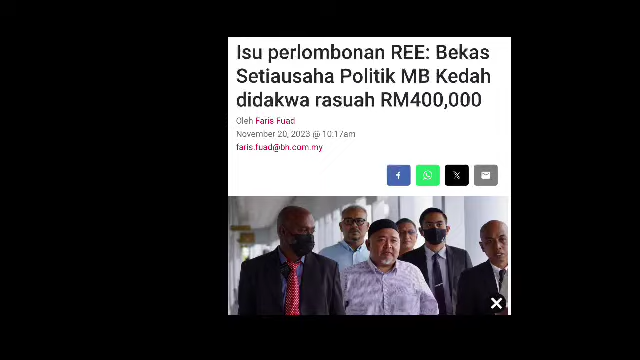 Isu perlombonan REE: Bekas
Setiausaha Politik MB Kedah
didakwa rasuah RM400,000
Oleh Faris Fuad
November 20, 2023 @ 10:17am
faris.fuad@bh.com.my